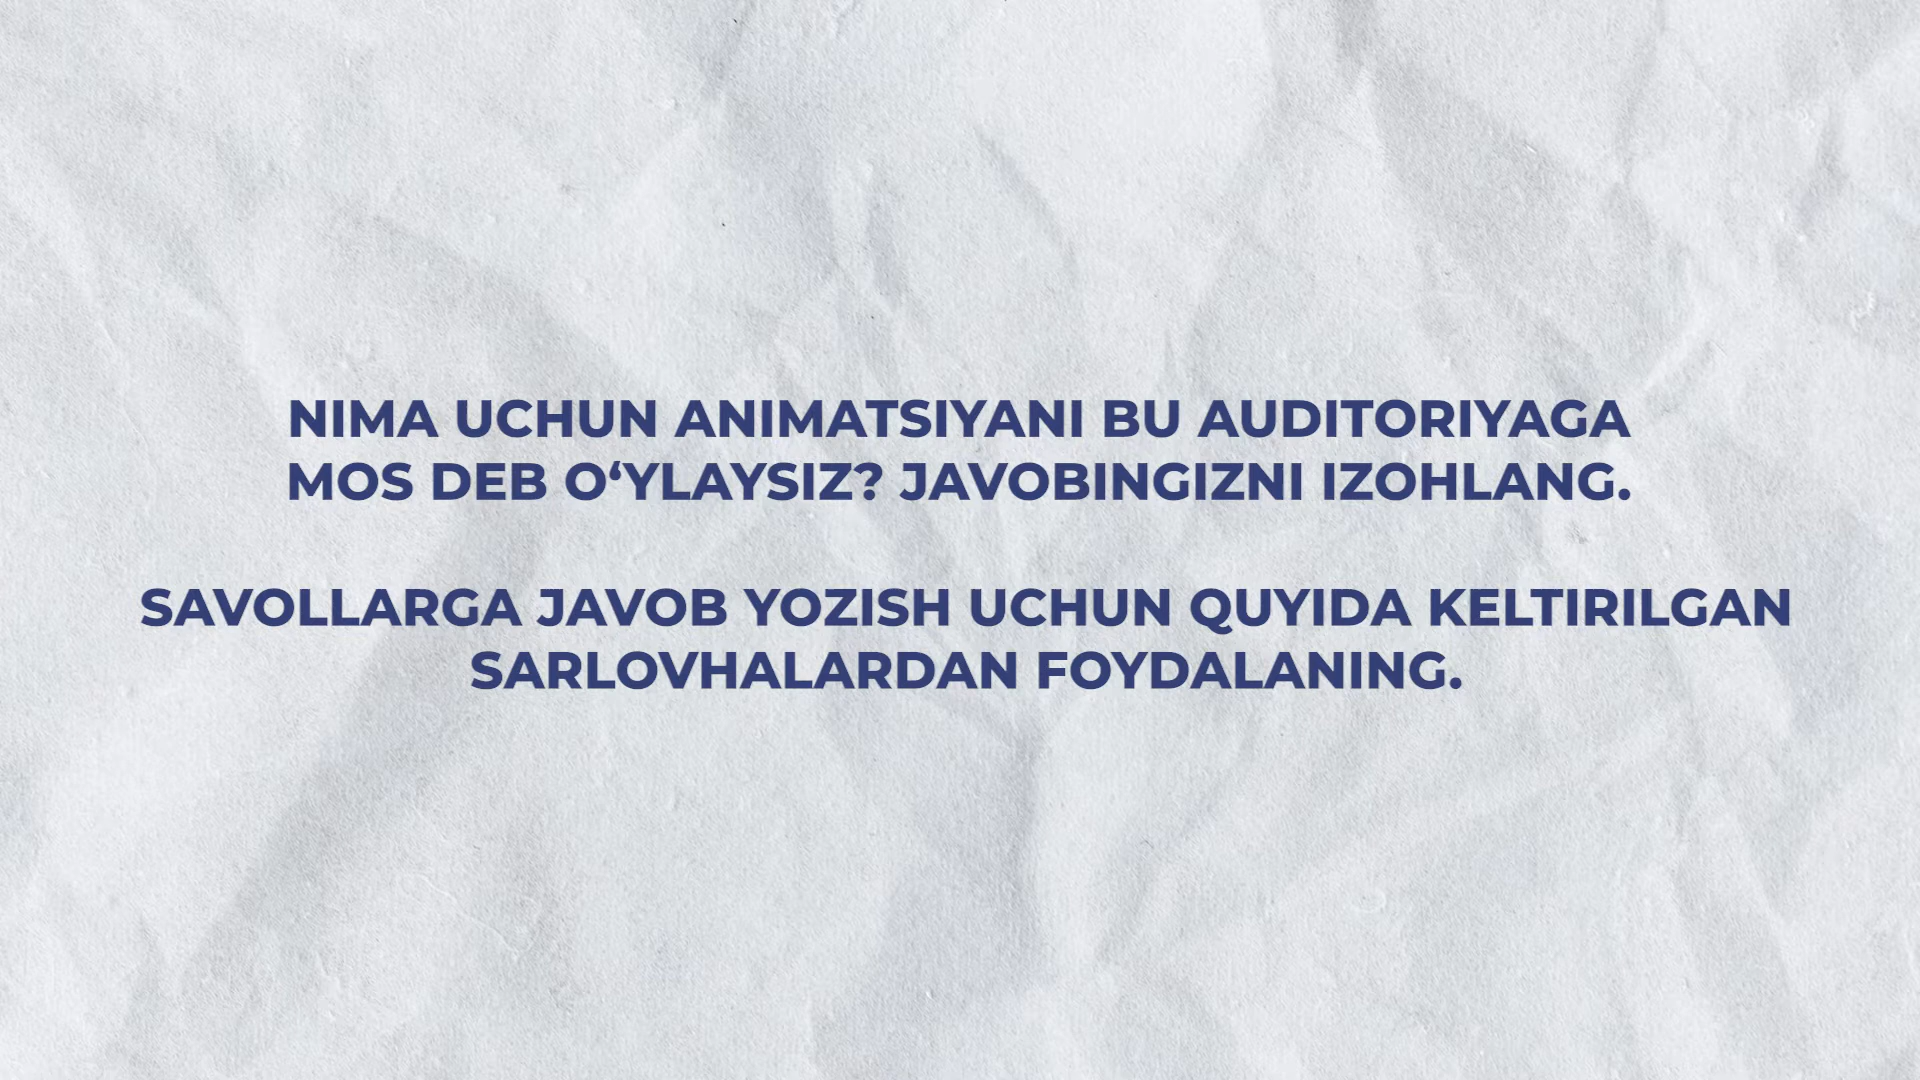 NIMA UCHUN ANIMATSIYANI BU AUDITORIYAGA
MOS DEB O‘YLAYSIZ? JAVOBINGIZNI IZOHLANG.
SAVOLLARGA JAVOB YOZISH UCHUN QUYIDA KELTIRILGAN
SARLOVHALARDAN FOYDALANING.